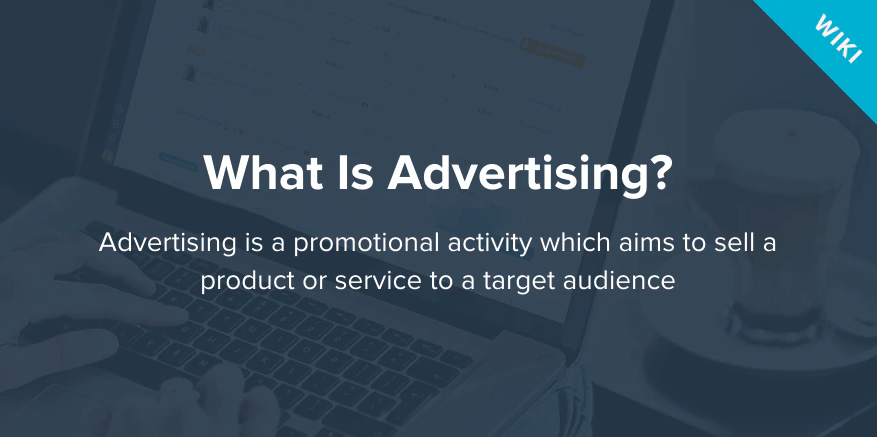 WIKI
What Is Advertising?
Advertising is a promotional activity which aims to sell a
product or service to a target audience